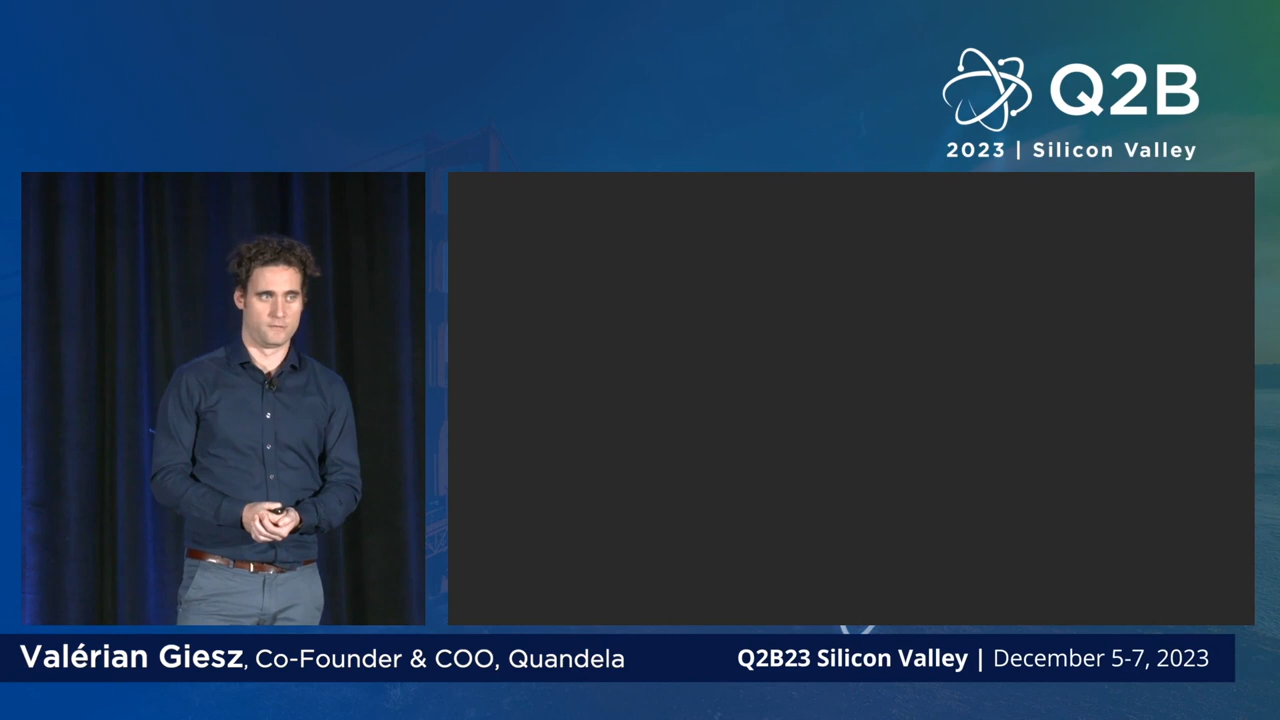 Q2B
2023 | Silicon Valley
Valérian Giesz, Co-Founder & COO, Quandela
Q2B23 Silicon Valley | December 5-7, 2023